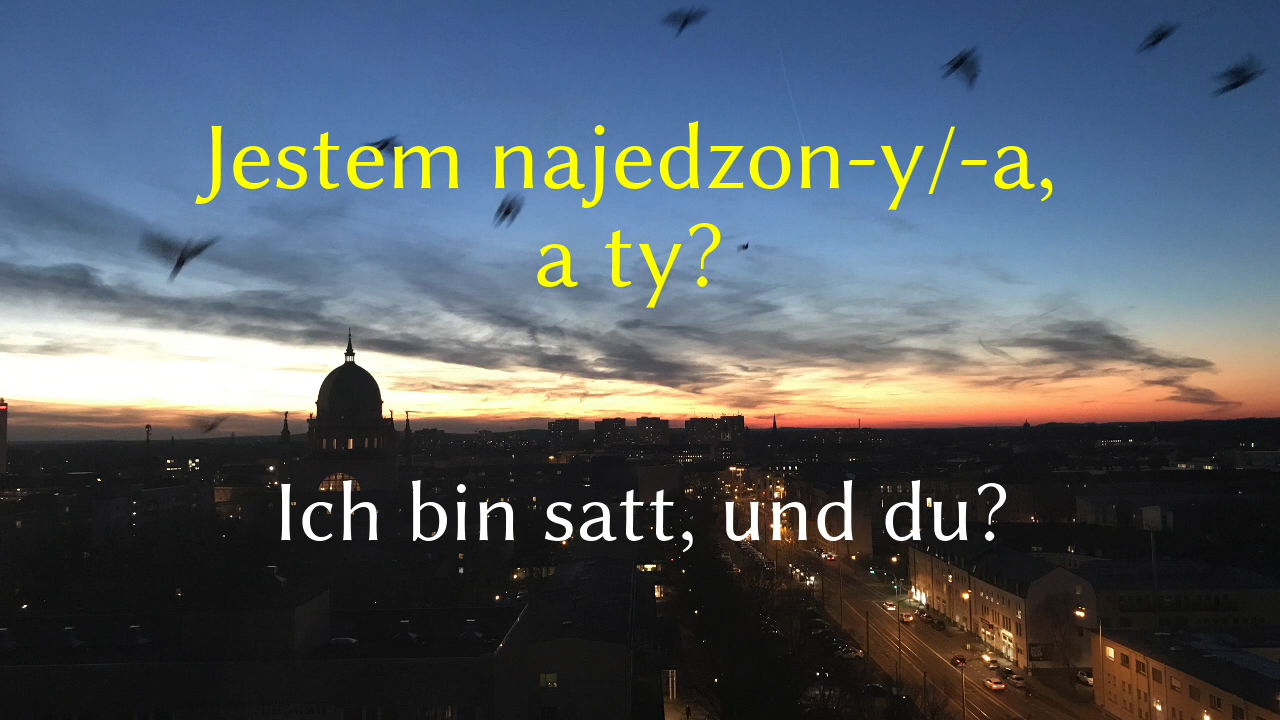 Jestem najedzon-y/-a,
a ty?
Ich bin satt, und du?